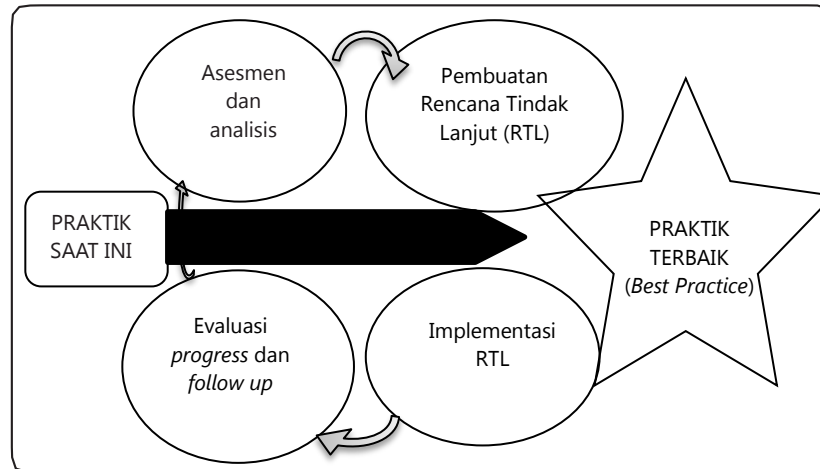 Asesmen
dan
analisis
Pembuatan
Rencana Tindak
Lanjut (RTL)
PRAKTIK
SAAT INI
PRAKTIK
TERBAIK
(Best Practice)
Evaluasi
progress dan
follow up
Implementasi
RTL